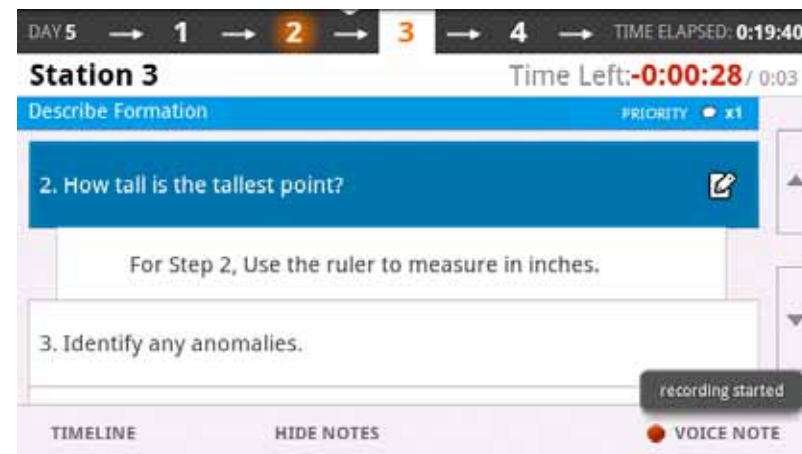 DAY 5 → 1 → 2 → 3 → 4 → TIME ELAPSED: 0:19:40
Station 3 Time Left:-0:00:28 / 0:03
Describe Formation PRIORITY x1
2. How tall is the tallest point?
For Step 2, Use the ruler to measure in inches.
3. Identify any anomalies.
recording started
TIMELINE HIDE NOTES VOICE NOTE